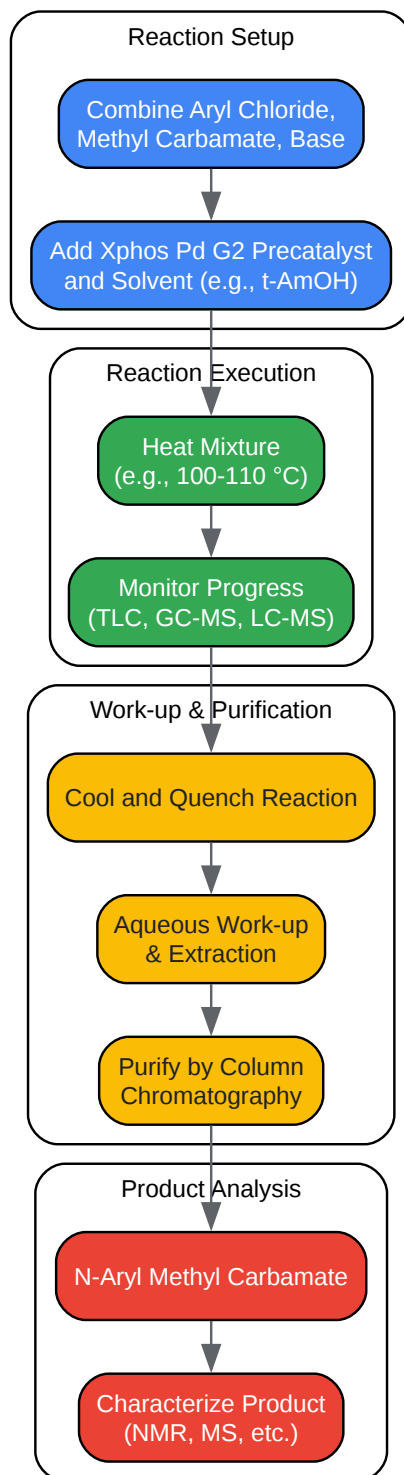 Reaction Setup
Combine Aryl Chloride,
Methyl Carbamate, Base
Add Xphos Pd G2 Precatalyst
and Solvent (e.g., t-AmOH)
Reaction Execution
Heat Mixture
(e.g., 100-110 °C)
Monitor Progress
(TLC, GC-MS, LC-MS)
Work-up & Purification
Cool and Quench Reaction
Aqueous Work-up
& Extraction
Purify by Column
Chromatography
Product Analysis
N-Aryl Methyl Carbamate
Characterize Product
(NMR, MS, etc.)